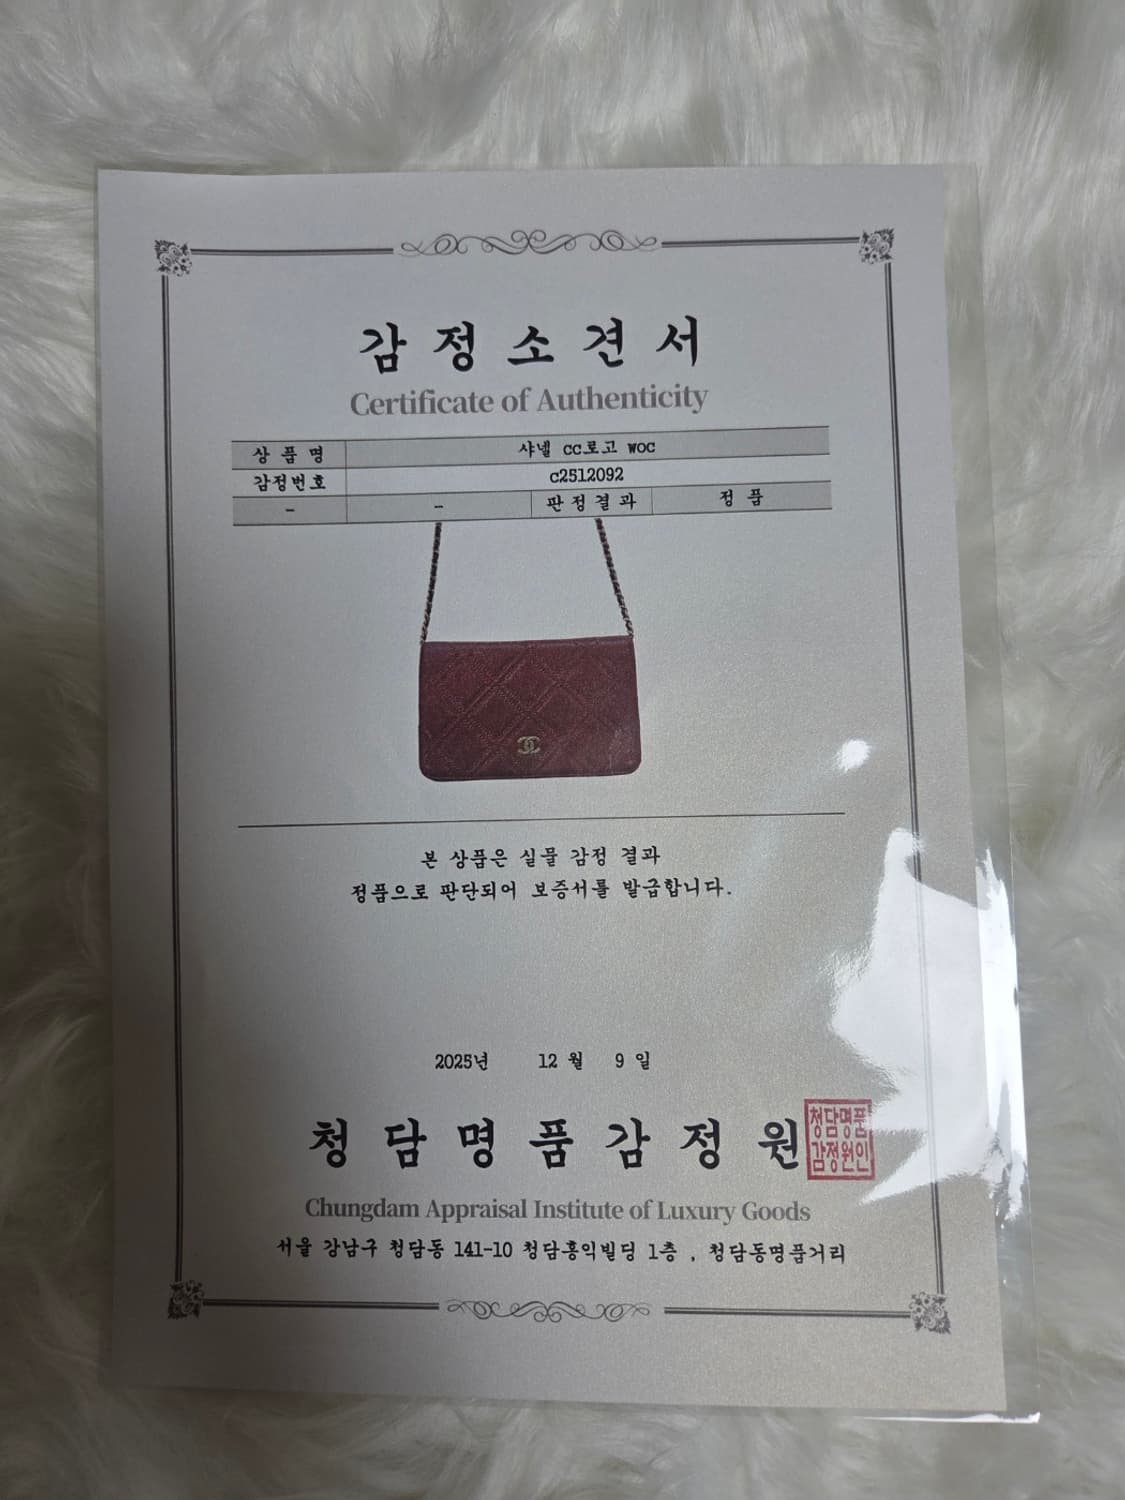 감정소견서
Certificate of Authenticity
상품명 샤넬 cc로고 woc
감정번호 c2512092
- - 판정결과 정품
본 상품은 실물 감정 결과
정품으로 판단되어 보증서를 발급합니다.
2025년 12월 9일
청담명품감정원
청담명품
감정원인
Chungdam Appraisal Institute of Luxury Goods
서울 강남구 청담동 141-10 청담홍익빌딩 1층 , 청담동명품거리